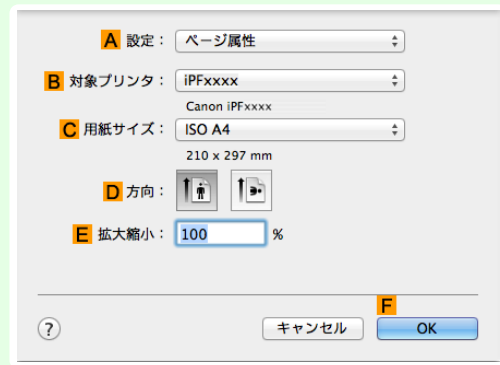 A 設定： ページ属性
B 対象プリンタ： iPFxxxx
Canon iPFxxxx
C 用紙サイズ： ISO A4
210 x 297 mm
D 方向：
E 拡大縮小： 100 %
F
? キャンセル OK